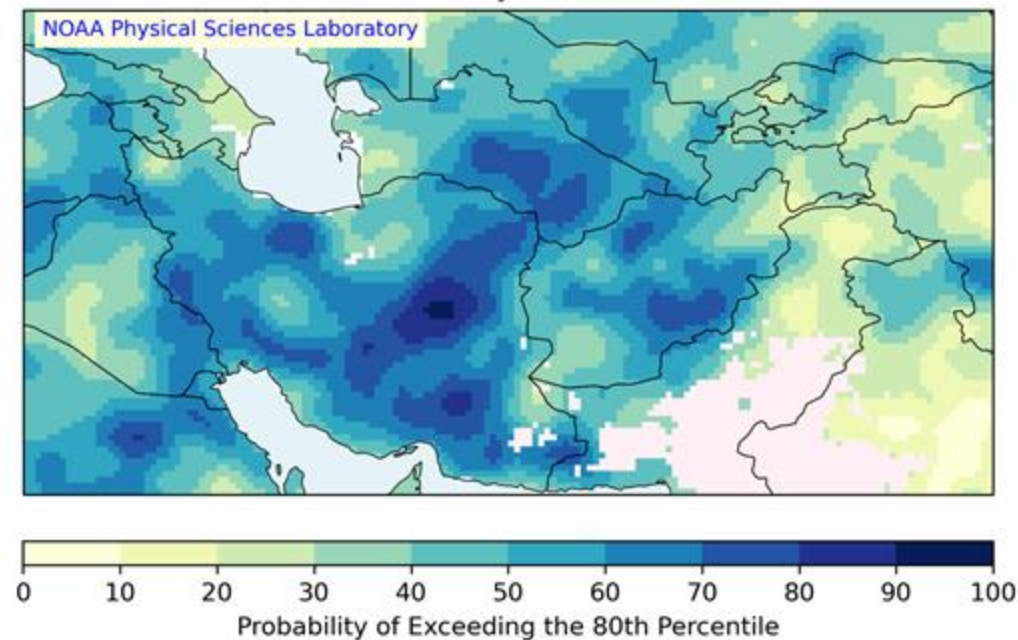 NOAA Physical Sciences Laboratory
0 10 20 30 40 50 60 70 80 90 100
Probability of Exceeding the 80th Percentile